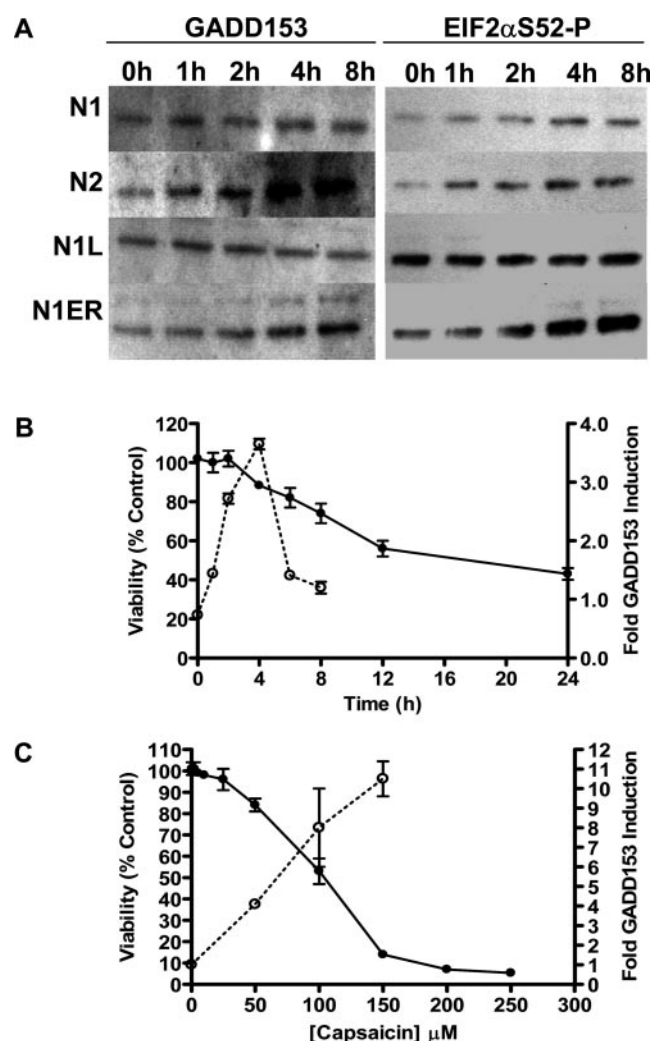 A
GADD153 EIF2αS52-P
0h 1h 2h 4h 8h 0h 1h 2h 4h 8h
N1
N2
N1L
N1ER
B
120
100
80
60
40
20
0
Viability (% Control)
4.0
3.0
2.0
1.0
0.0
Fold GADD153 Induction
0 4 8 12 16 20 24
Time (h)
C
110
100
90
80
70
60
50
40
30
20
10
0
Viability (% Control)
12
11
10
9
8
7
6
5
4
3
2
1
0
Fold GADD153 Induction
0 50 100 150 200 250 300
[Capsaicin] μM